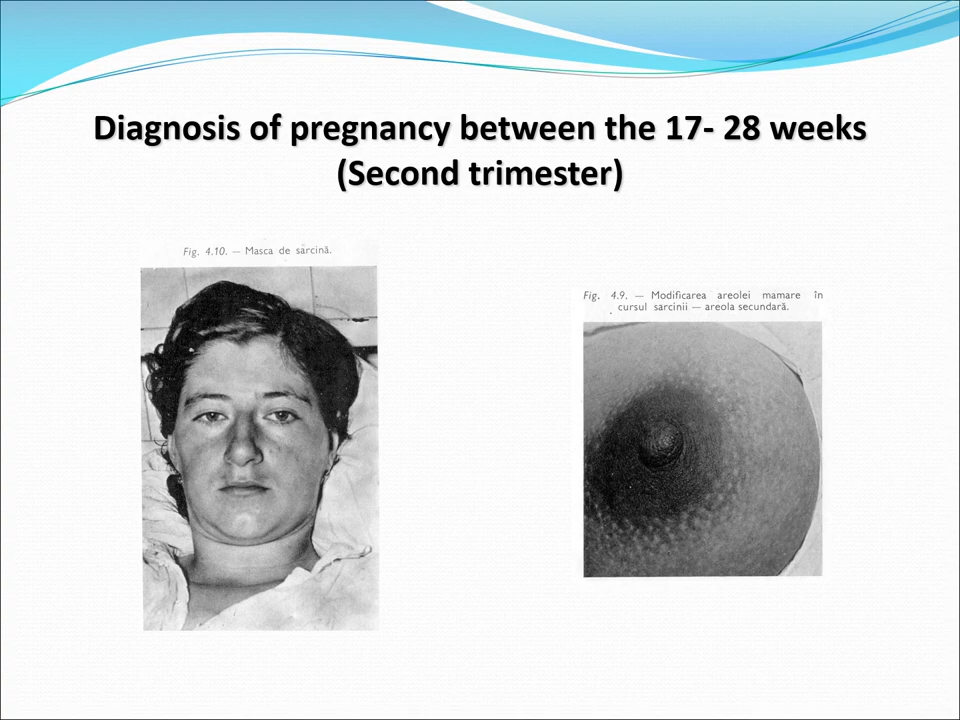 Diagnosis of pregnancy between the 17- 28 weeks
(Second trimester)
Fig. 4.10. — Masca de sarcină.
Fig. 4.9. — Modificarea areolei mamare în
cursul sarcinii — areola secundară.